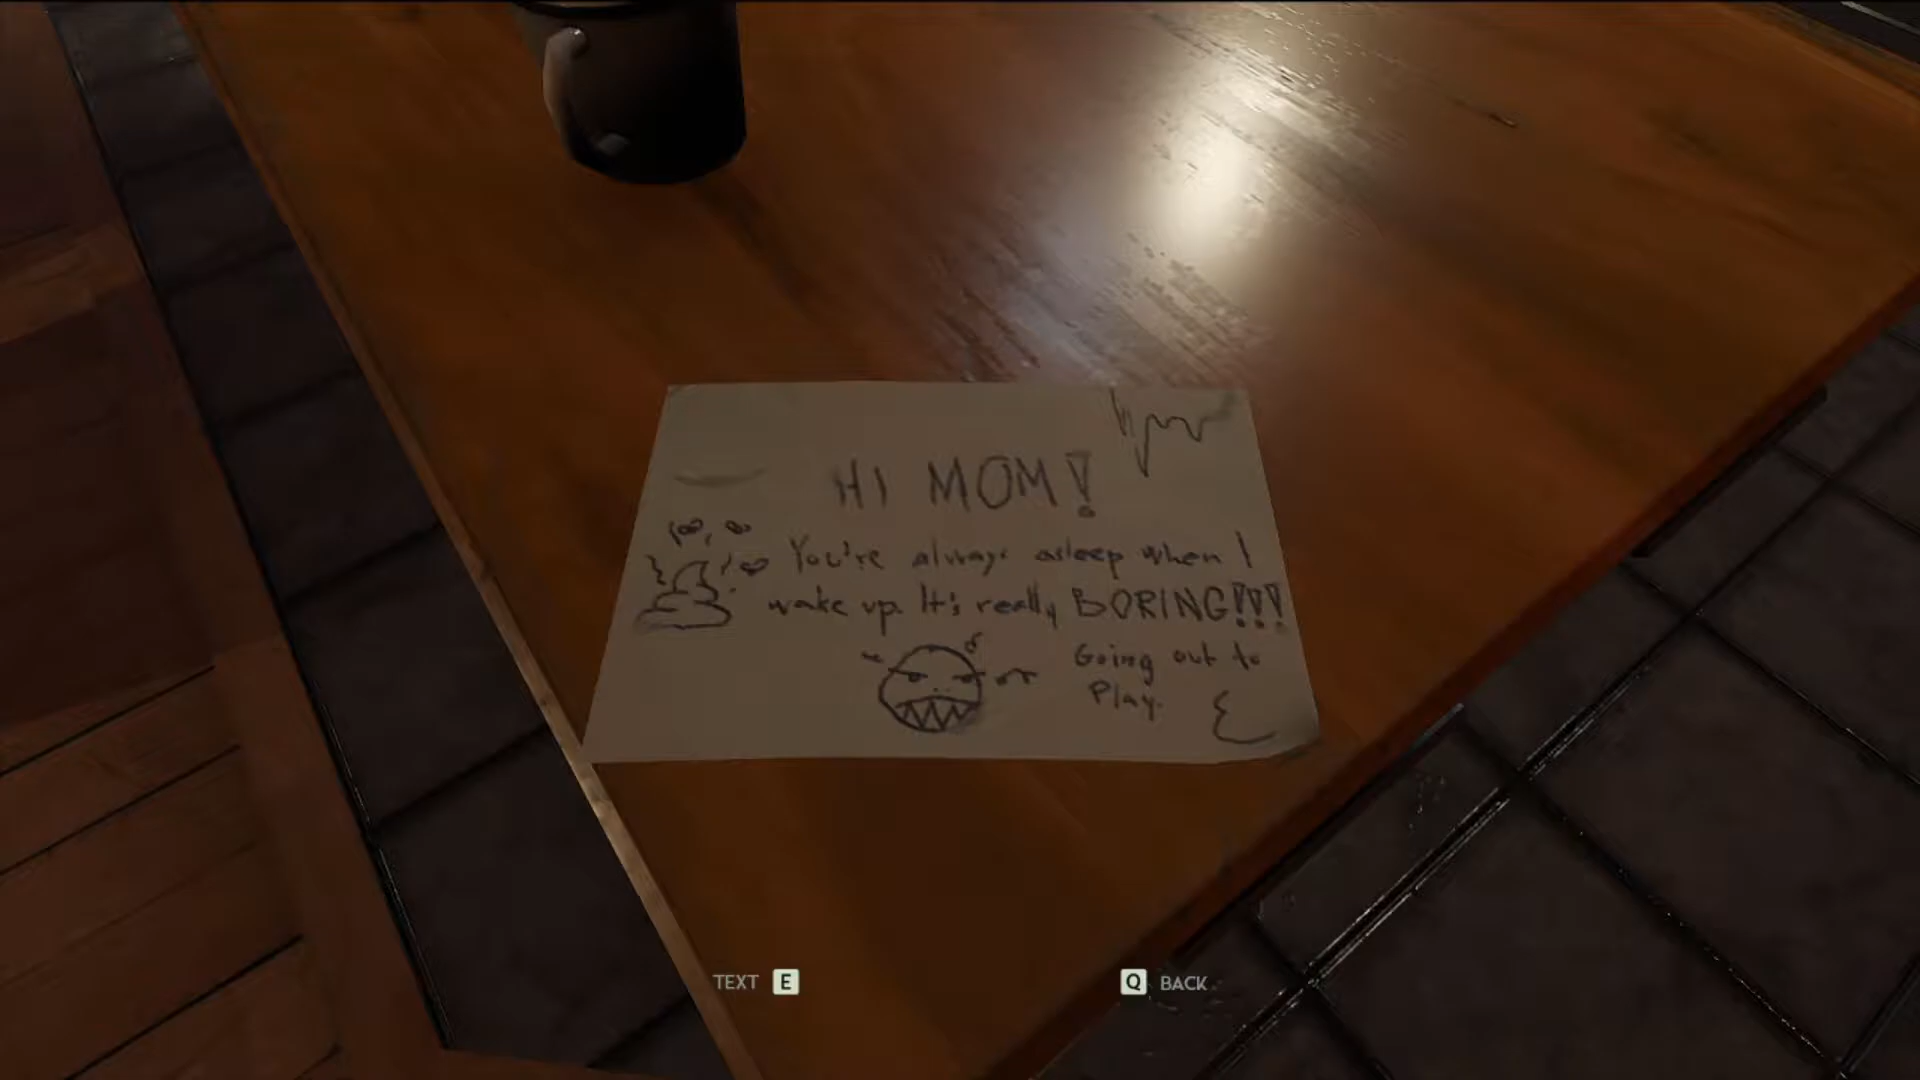 HI MOM!
You're always asleep when I
wake up. It's really BORING!!!
Going out to
Play.
TEXT E
Q BACK